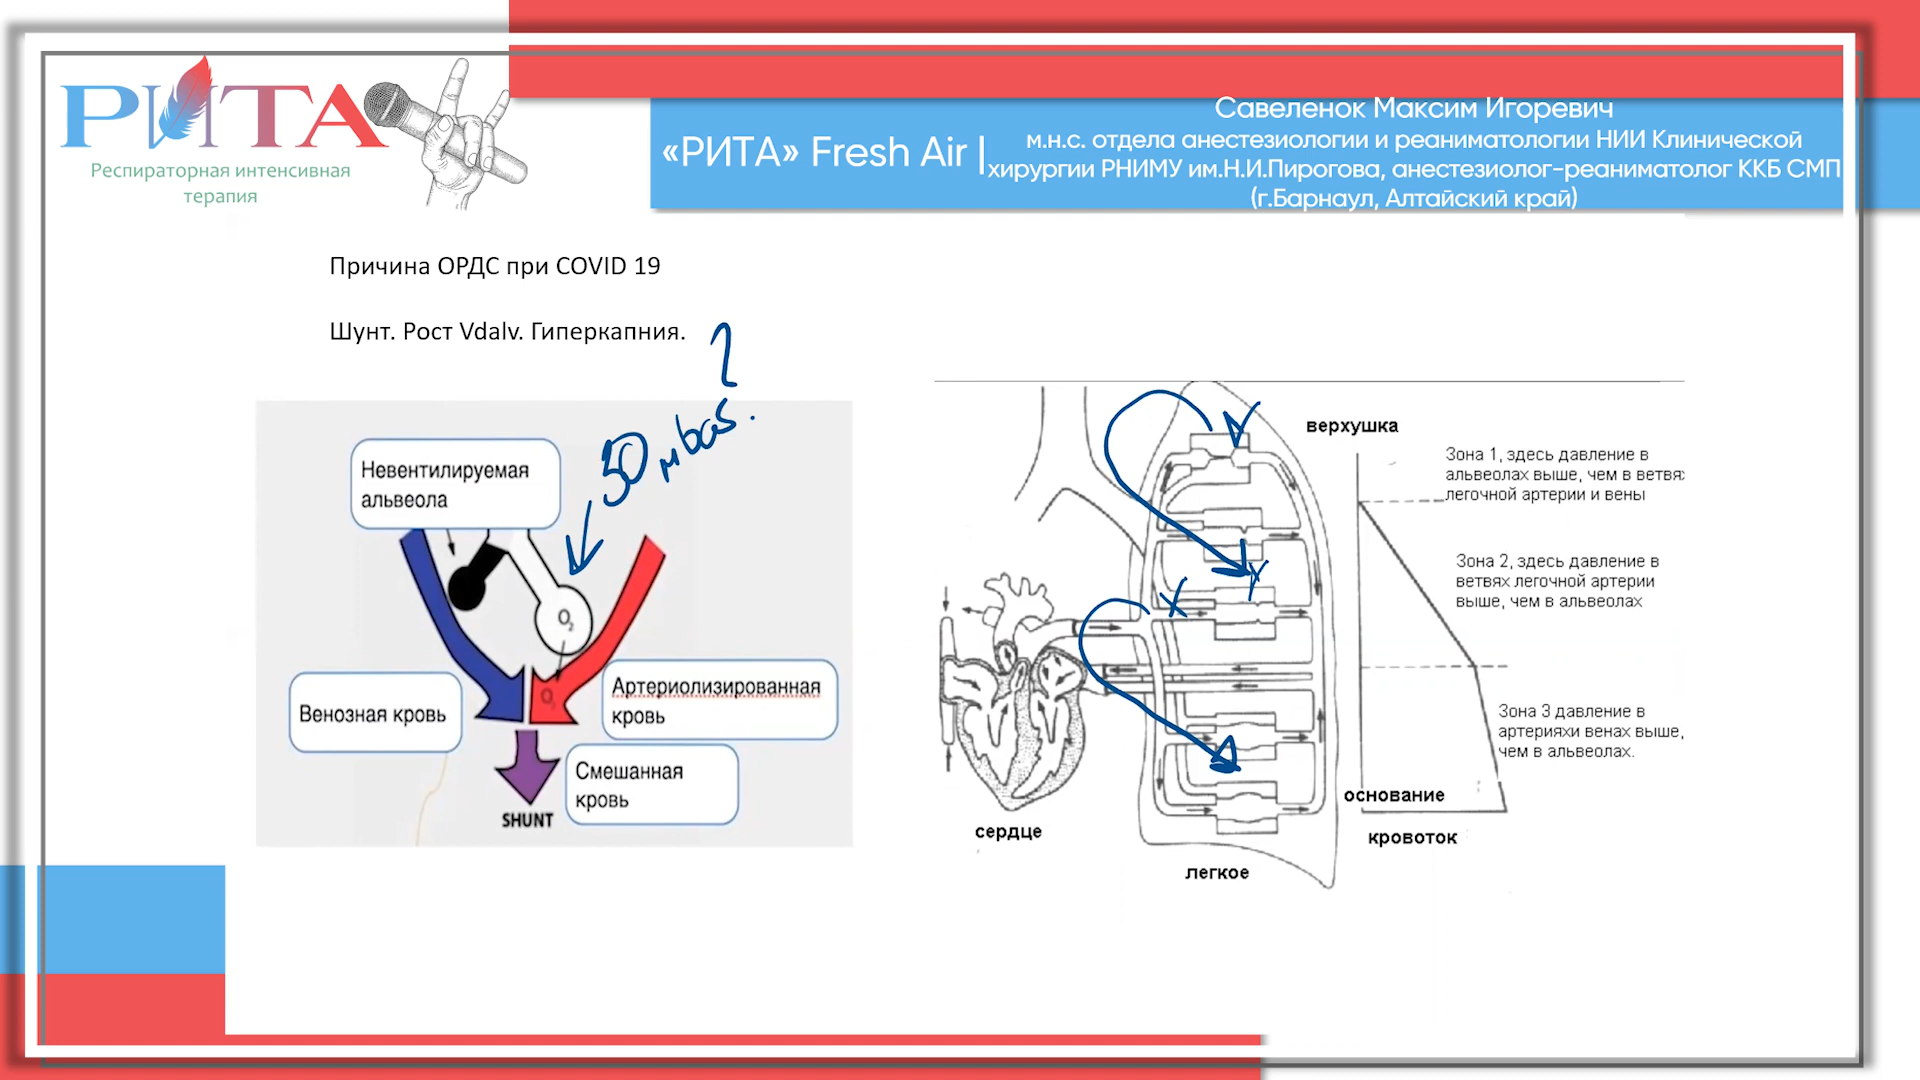 РИТА
Респираторная интенсивная
терапия
«РИТА» Fresh Air |
Савеленок Максим Игоревич
м.н.с. отдела анестезиологии и реаниматологии НИИ Клинической
хирургии РНИМУ им.Н.И.Пирогова, анестезиолог-реаниматолог ККБ СМП
(г.Барнаул, Алтайский край)
Причина ОРДС при COVID 19
Шунт. Рост Vdalv. Гиперкапния.
?
50 мbas.
Невентилируемая
альвеола
O2
Венозная кровь
Артериолизированная
кровь
Смешанная
кровь
SHUNT
верхушка
Зона 1, здесь давление в
альвеолах выше, чем в ветвях
легочной артерии и вены
Зона 2, здесь давление в
ветвях легочной артерии
выше, чем в альвеолах
Зона 3 давление в
артерияхи венах выше,
чем в альвеолах.
основание
кровоток
сердце
легкое